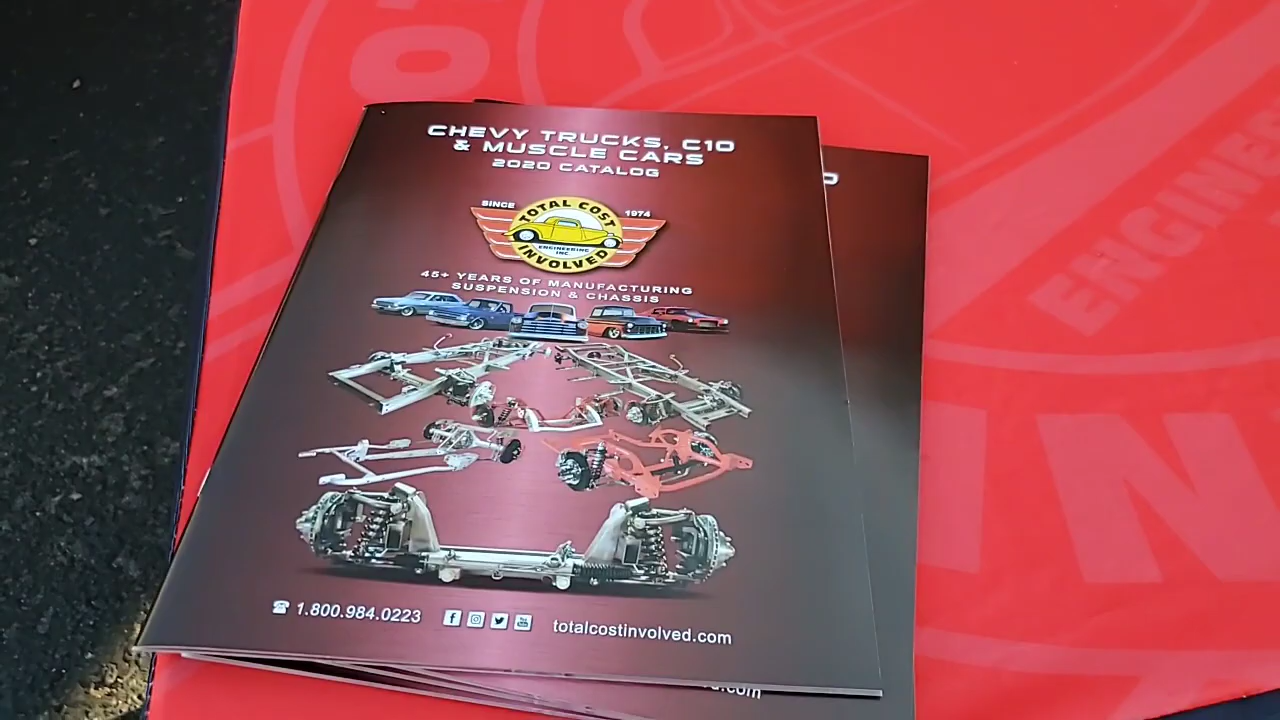 CHEVY TRUCKS, C10
& MUSCLE CARS
2020 CATALOG
SINCE 1974
TOTAL COST
ENGINEERING
INC.
INVOLVED
45+ YEARS OF MANUFACTURING
SUSPENSION & CHASSIS
1.800.984.0223
totalcostinvolved.com
.com